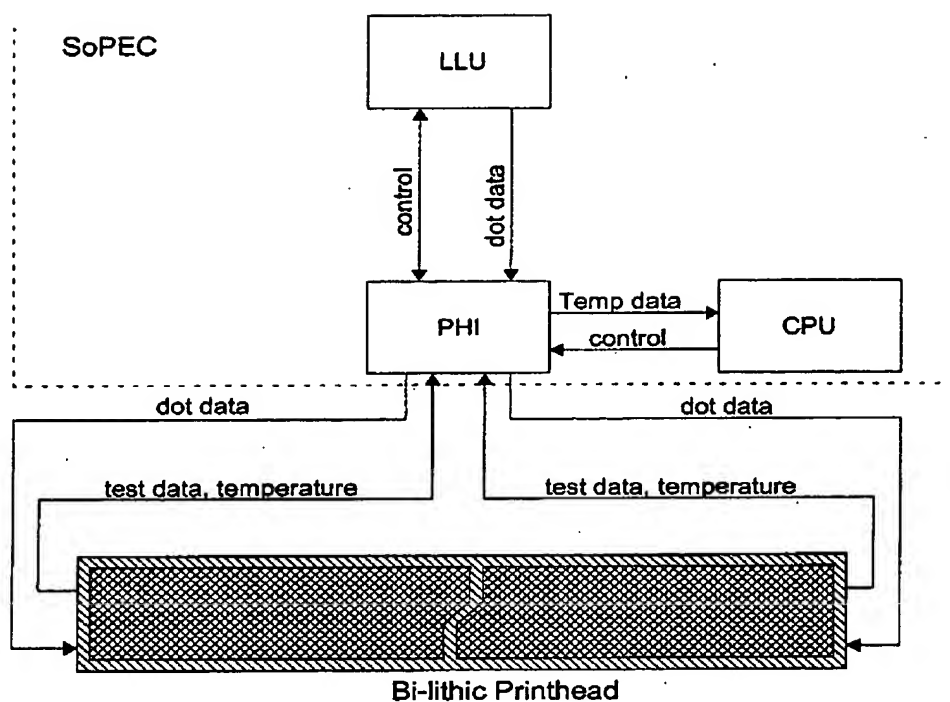 SoPEC
LLU
control
dot data
PHI
Temp data
control
CPU
dot data
dot data
test data, temperature
test data, temperature
Bi-lithic Printhead